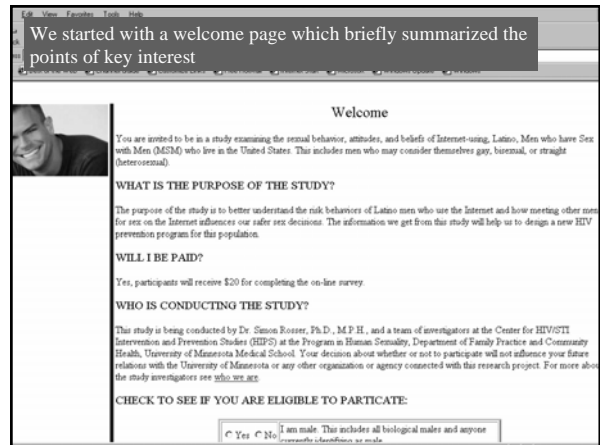 Edit View Favorites Tools Help
We started with a welcome page which briefly summarized the
points of key interest
Welcome
You are invited to be in a study examining the sexual behavior, attitudes, and beliefs of Internet-using, Latino, Men who have Sex
with Men (MSM) who live in the United States. This includes men who may consider themselves gay, bisexual, or straight
(heterosexual).
WHAT IS THE PURPOSE OF THE STUDY?
The purpose of the study is to better understand the risk behaviors of Latino men who use the Internet and how meeting other men
for sex on the Internet influences our safer sex decisions. The information we get from this study will help us to design a new HIV
prevention program for this population.
WILL I BE PAID?
Yes, participants will receive $20 for completing the on-line survey.
WHO IS CONDUCTING THE STUDY?
This study is being conducted by Dr. Simon Rosser, Ph.D., M.P.H., and a team of investigators at the Center for HIV/STI
Intervention and Prevention Studies (HIPS) at the Program in Human Sexuality, Department of Family Practice and Community
Health, University of Minnesota Medical School. Your decision about whether or not to participate will not influence your future
relations with the University of Minnesota or any other organization or agency connected with this research project. For more abou
the study investigators see who we are.
CHECK TO SEE IF YOU ARE ELIGIBLE TO PARTICATE:
Yes No I am male. This includes all biological males and anyone
currently identifying as male